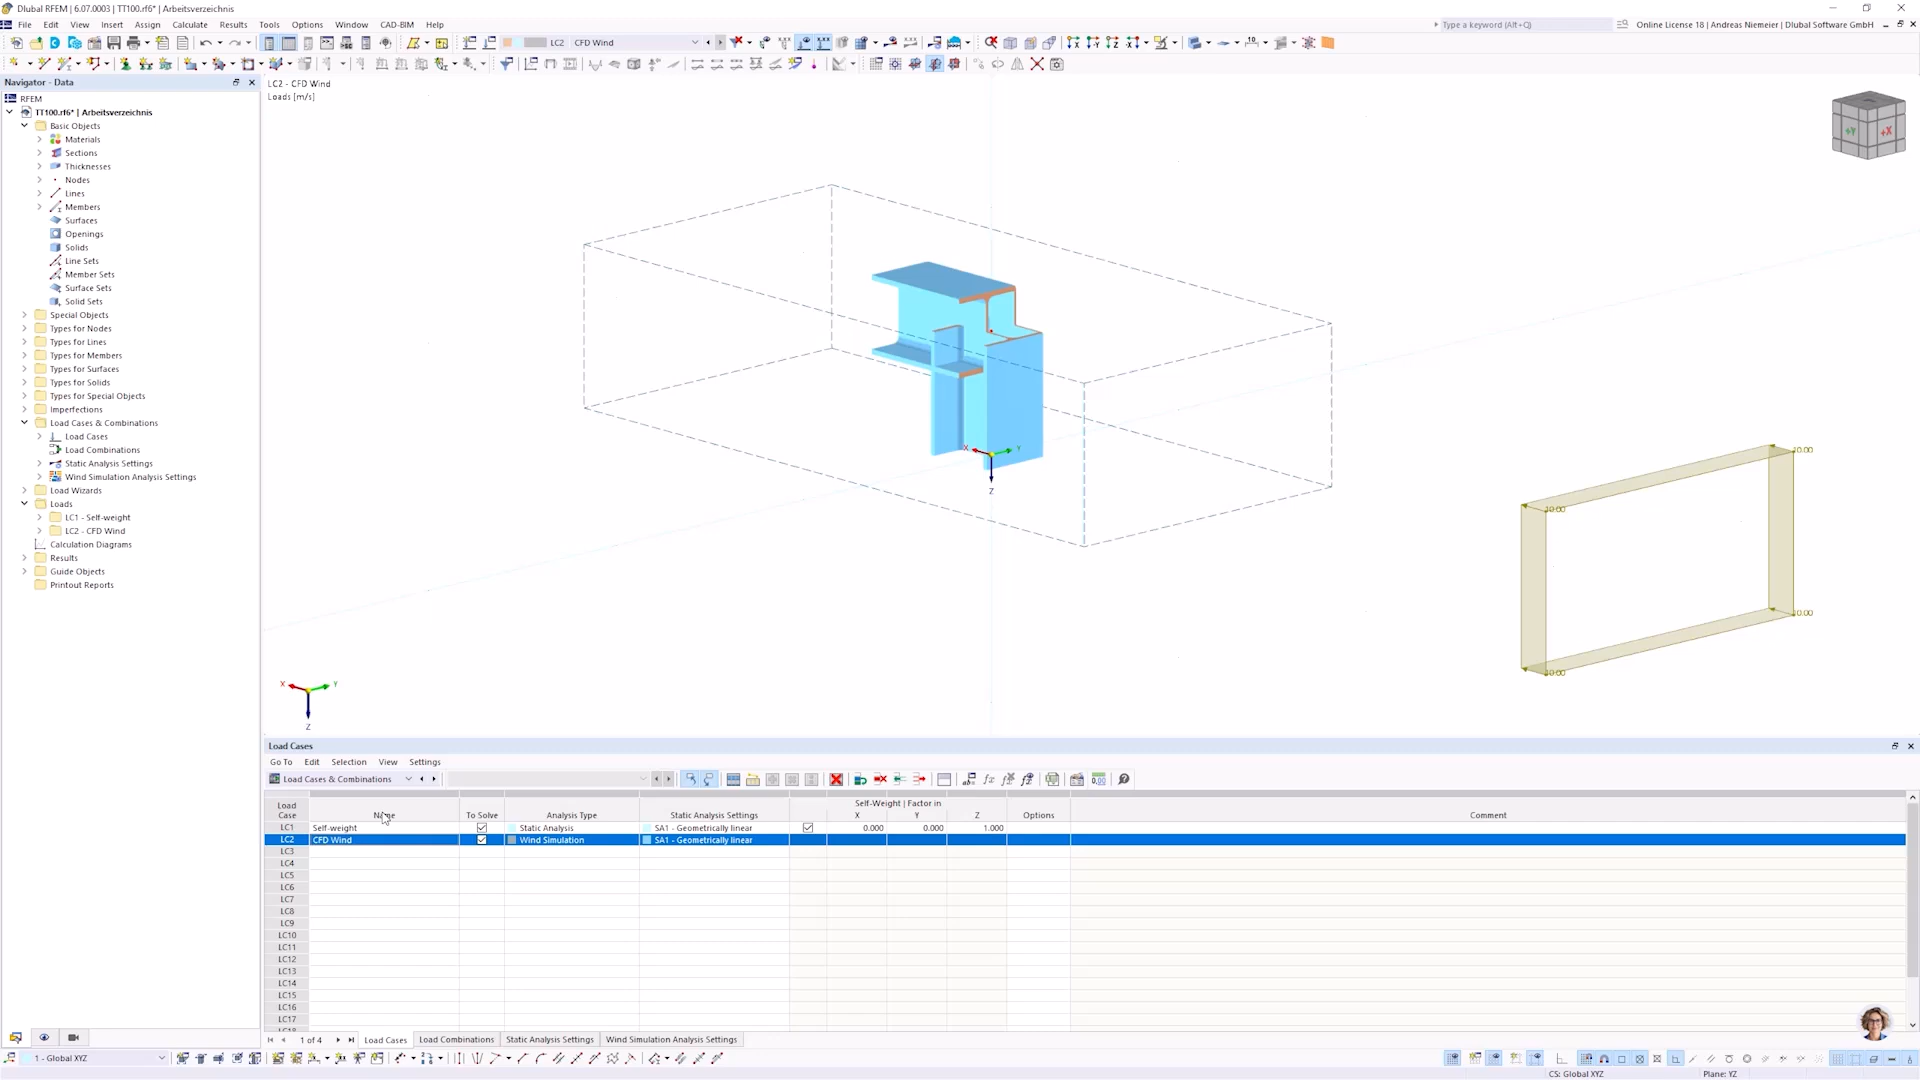 Dlubal RFEM | 6.07.0003 | TT100.rf6* | Arbeitsverzeichnis
File Edit View Insert Assign Calculate Results Tools Options Window CAD-BIM Help
Type a keyword (Alt+Q)
Online License 18 | Andreas Niemeier | Dlubal Software GmbH
LC2 CFD Wind
Navigator - Data
RFEM
TT100.rf6* | Arbeitsverzeichnis
Basic Objects
Materials
Sections
Thicknesses
Nodes
Lines
Members
Surfaces
Openings
Solids
Line Sets
Member Sets
Surface Sets
Solid Sets
Special Objects
Types for Nodes
Types for Lines
Types for Members
Types for Surfaces
Types for Solids
Types for Special Objects
Imperfections
Load Cases & Combinations
Load Cases
Load Combinations
Static Analysis Settings
Wind Simulation Analysis Settings
Load Wizards
Loads
LC1 - Self-weight
LC2 - CFD Wind
Calculation Diagrams
Results
Guide Objects
Printout Reports
LC2 - CFD Wind
Loads [m/s]
+Y +X
X Y
Z
10.00
10.00
10.00
10.00
X Y
Z
Load Cases
Go To Edit Selection View Settings
Load Cases & Combinations
Load
Case
Name
To Solve
Analysis Type
Static Analysis Settings
Self-Weight | Factor in
X Y Z
Options
Comment
LC1 Self-weight Static Analysis SA1 - Geometrically linear 0.000 0.000 1.000
LC2 CFD Wind Wind Simulation SA1 - Geometrically linear
LC3
LC4
LC5
LC6
LC7
LC8
LC9
LC10
LC11
LC12
LC13
LC14
LC15
LC16
LC17
1 of 4 Load Cases Load Combinations Static Analysis Settings Wind Simulation Analysis Settings
1 - Global XYZ
CS: Global XYZ Plane: YZ